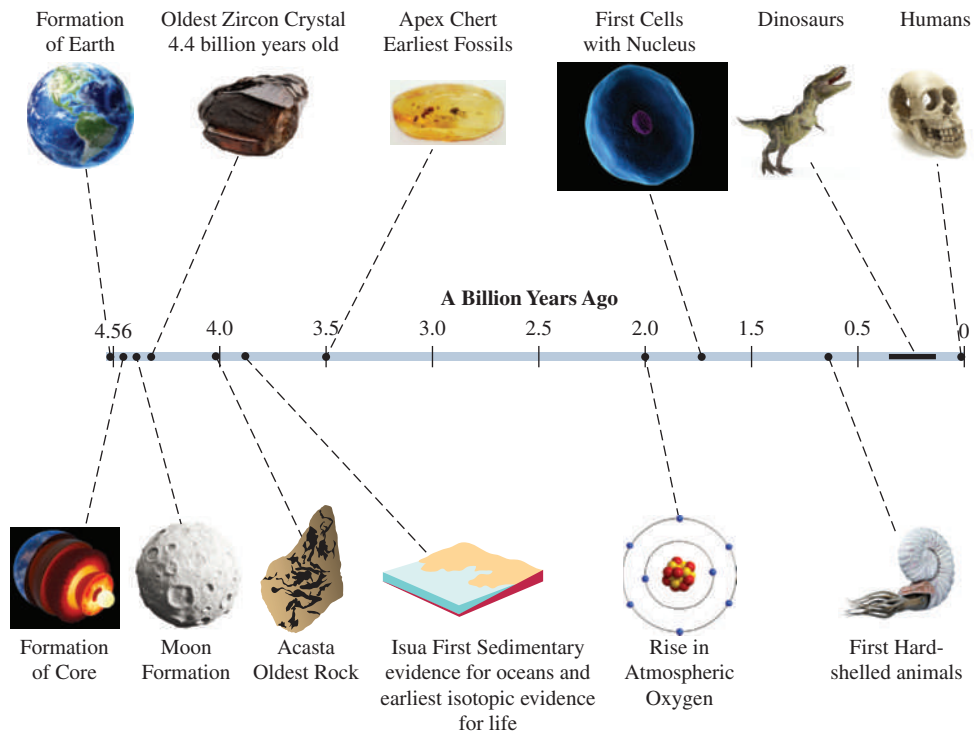 Formation
of Earth
Oldest Zircon Crystal
4.4 billion years old
Apex Chert
Earliest Fossils
First Cells
with Nucleus
Dinosaurs
Humans
A Billion Years Ago
4.56
4.0
3.5
3.0
2.5
2.0
1.5
0.5
0
Formation
of Core
Moon
Formation
Acasta
Oldest Rock
Isua First Sedimentary
evidence for oceans and
earliest isotopic evidence
for life
Rise in
Atmospheric
Oxygen
First Hard-
shelled animals